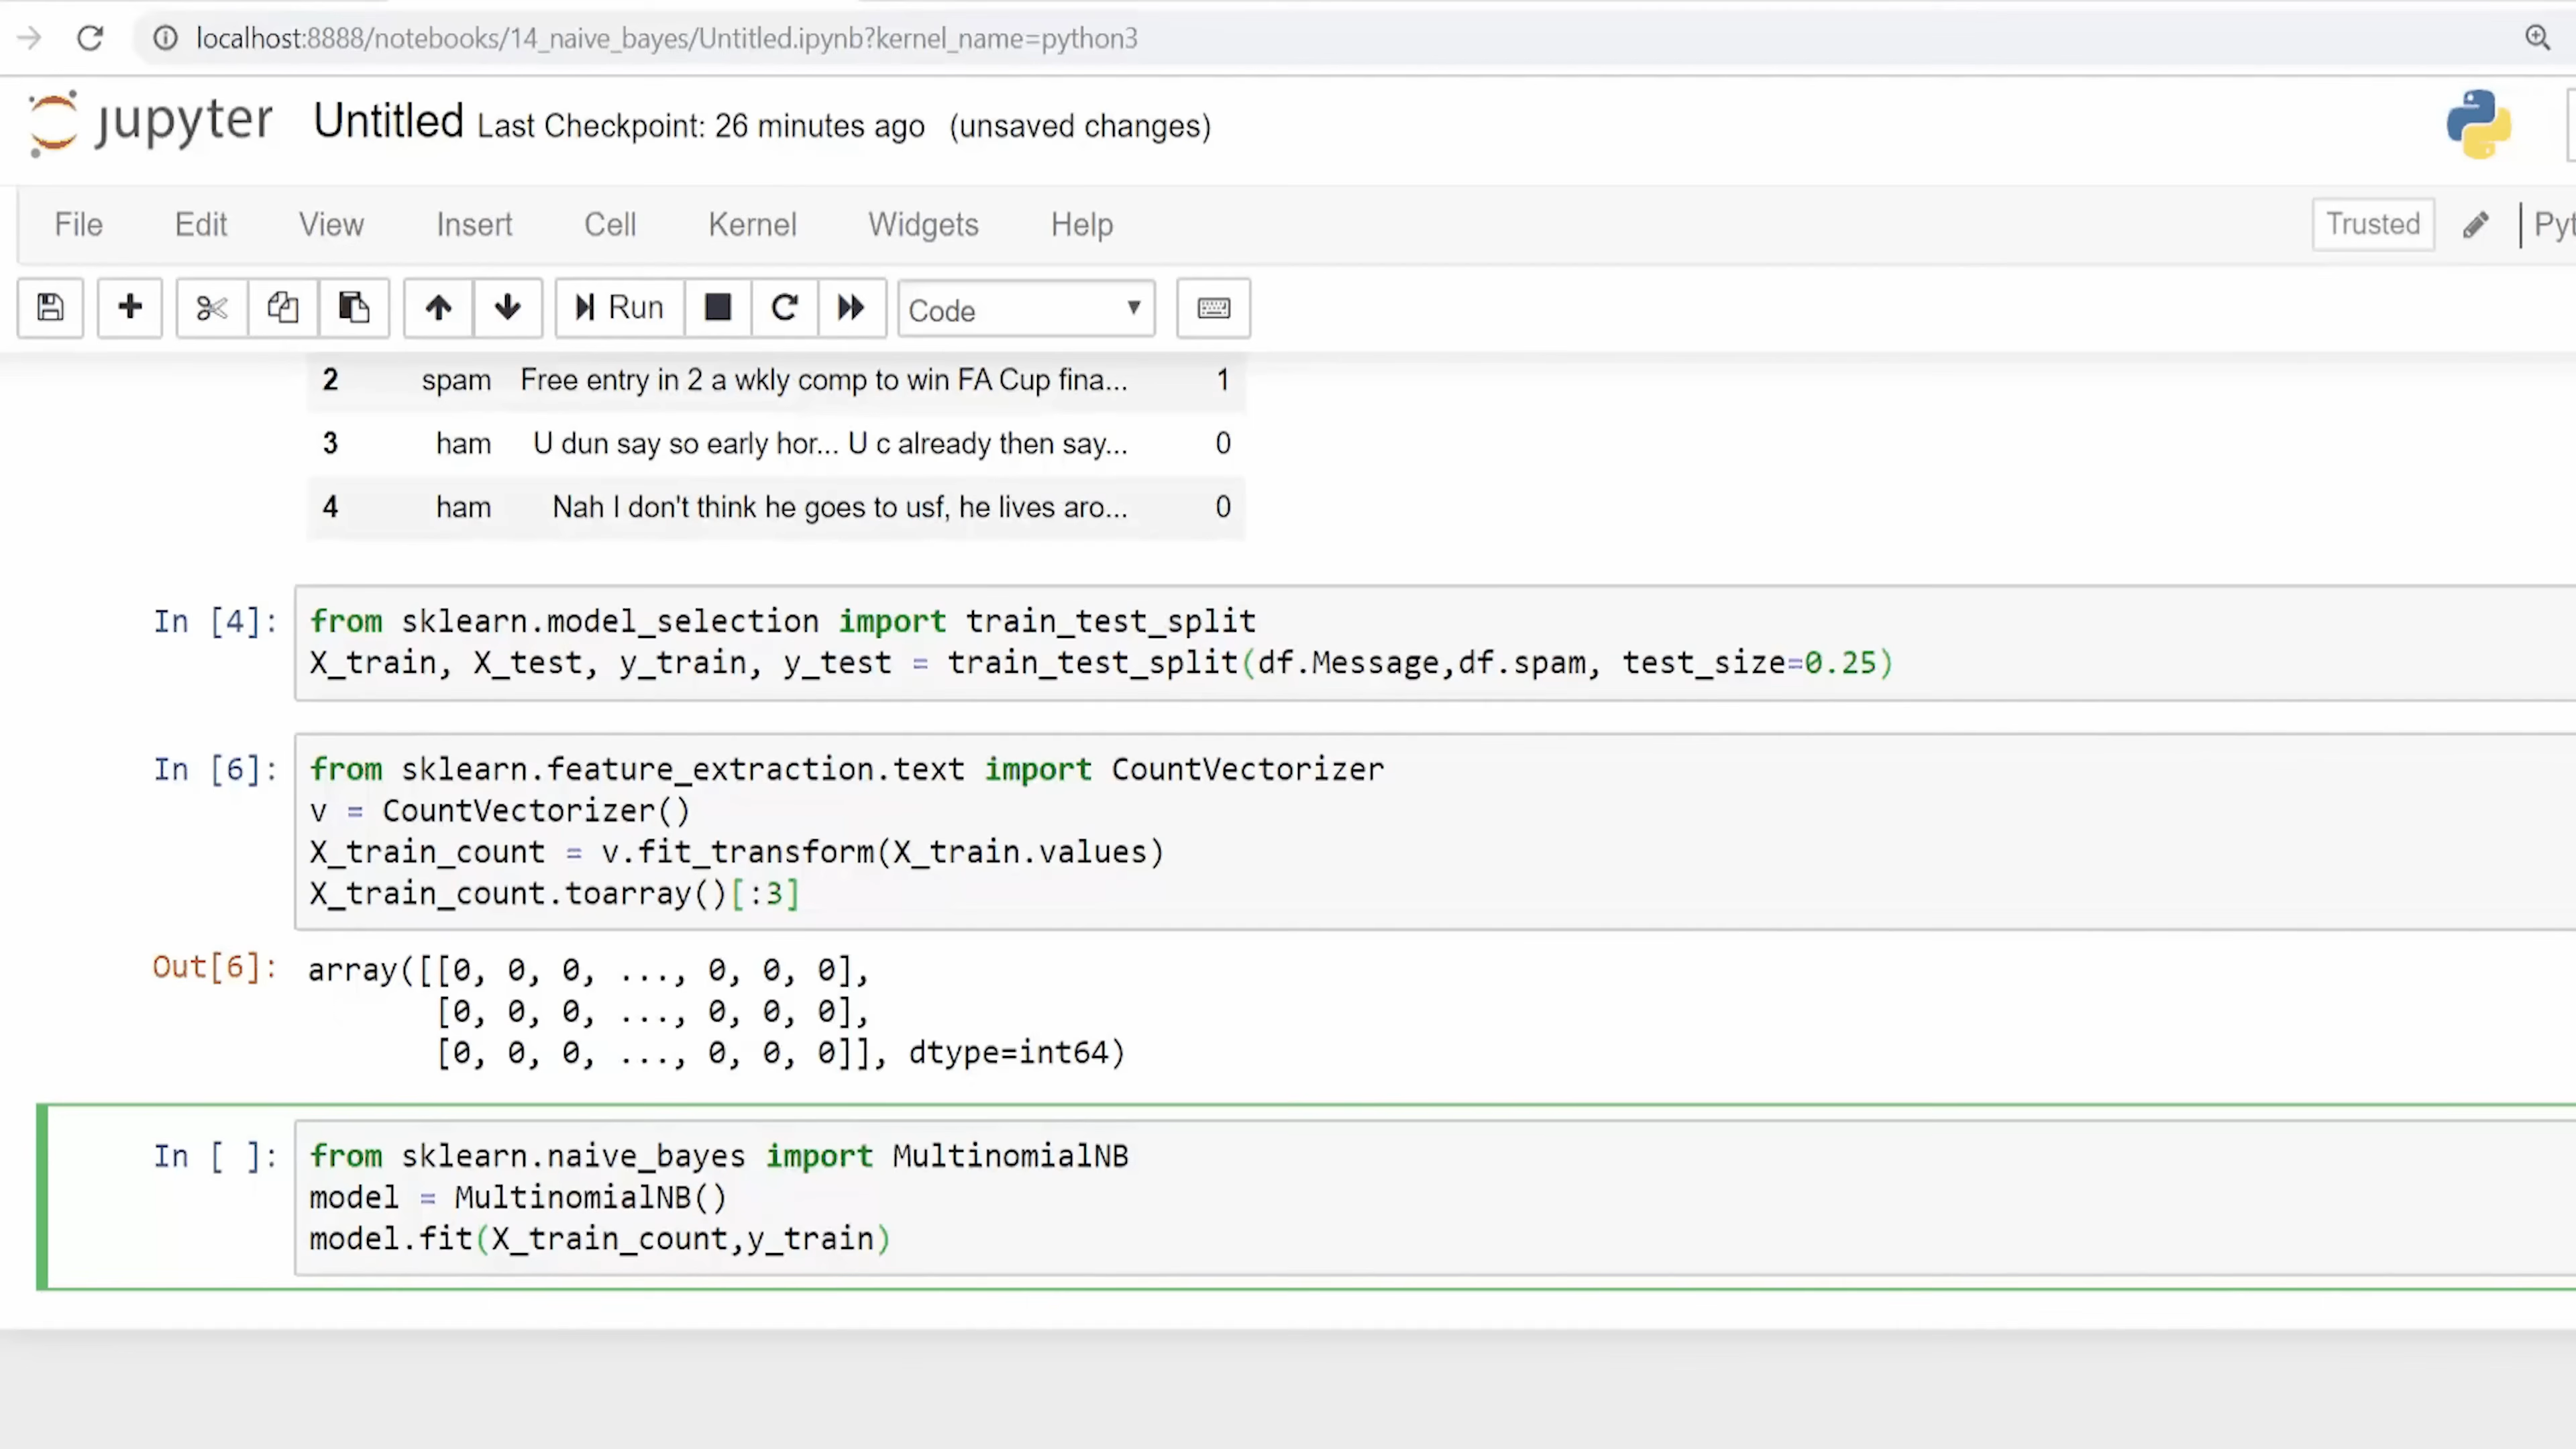 localhost:8888/notebooks/14_naive_bayes/Untitled.ipynb?kernel_name=python3
jupyter Untitled Last Checkpoint: 26 minutes ago (unsaved changes)
File Edit View Insert Cell Kernel Widgets Help Trusted
Run Code
2 spam Free entry in 2 a wkly comp to win FA Cup fina... 1
3 ham U dun say so early hor... U c already then say... 0
4 ham Nah I don't think he goes to usf, he lives aro... 0
In [4]: from sklearn.model_selection import train_test_split
X_train, X_test, y_train, y_test = train_test_split(df.Message,df.spam, test_size=0.25)
In [6]: from sklearn.feature_extraction.text import CountVectorizer
v = CountVectorizer()
X_train_count = v.fit_transform(X_train.values)
X_train_count.toarray()[:3]
Out[6]: array([[0, 0, 0, ..., 0, 0, 0],
[0, 0, 0, ..., 0, 0, 0],
[0, 0, 0, ..., 0, 0, 0]], dtype=int64)
In [ ]: from sklearn.naive_bayes import MultinomialNB
model = MultinomialNB()
model.fit(X_train_count,y_train)